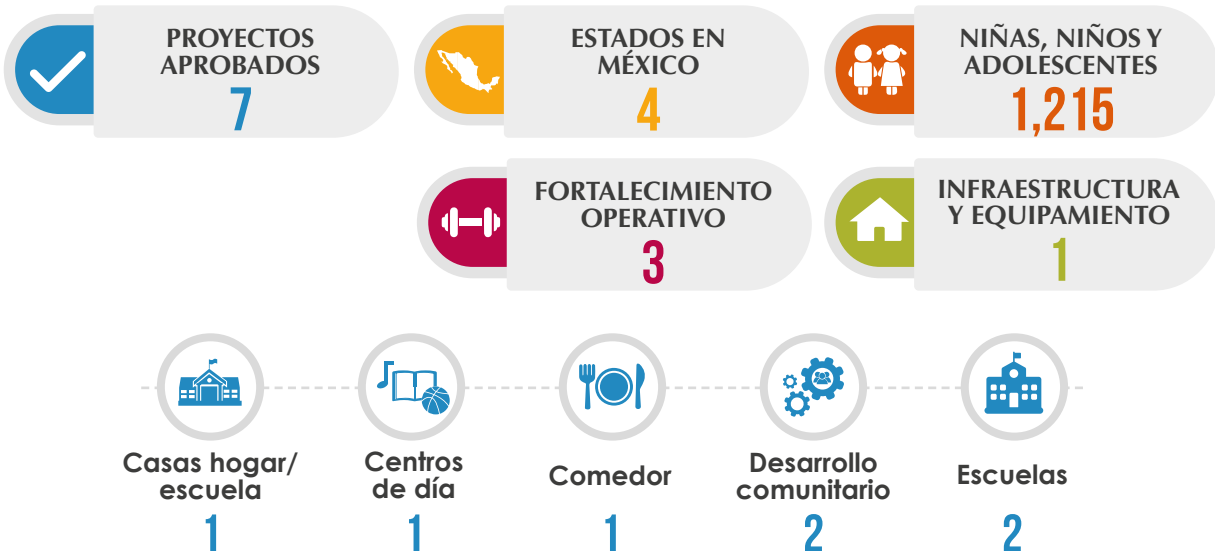 PROYECTOS
APROBADOS
7
ESTADOS EN
MÉXICO
4
NIÑAS, NIÑOS Y
ADOLESCENTES
1,215
FORTALECIMIENTO
OPERATIVO
3
INFRAESTRUCTURA
Y EQUIPAMIENTO
1
Casas hogar/
escuela
1
Centros
de día
1
Comedor
1
Desarrollo
comunitario
2
Escuelas
2